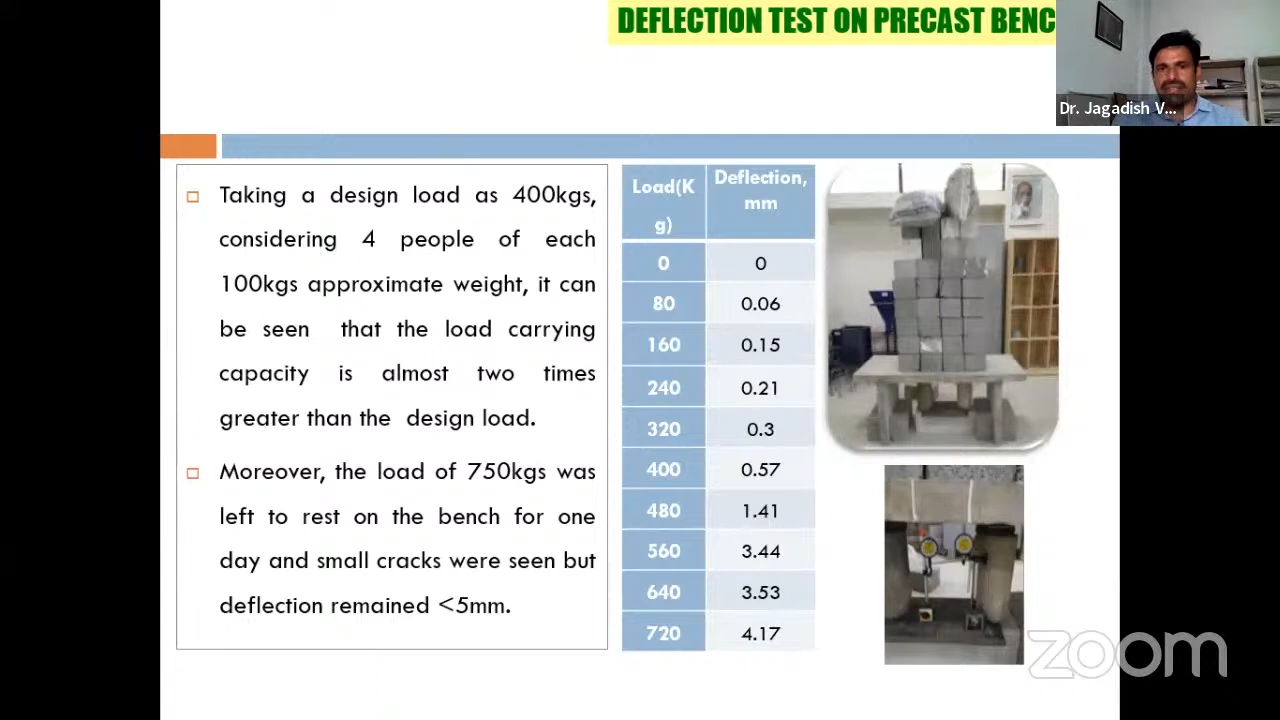 DEFLECTION TEST ON PRECAST BENC
Dr. Jagadish V...
Taking a design load as 400kgs,
considering 4 people of each
100kgs approximate weight, it can
be seen that the load carrying
capacity is almost two times
greater than the design load.
Moreover, the load of 750kgs was
left to rest on the bench for one
day and small cracks were seen but
deflection remained <5mm.
Load(K
g)
Deflection,
mm
0 0
80 0.06
160 0.15
240 0.21
320 0.3
400 0.57
480 1.41
560 3.44
640 3.53
720 4.17
zoom